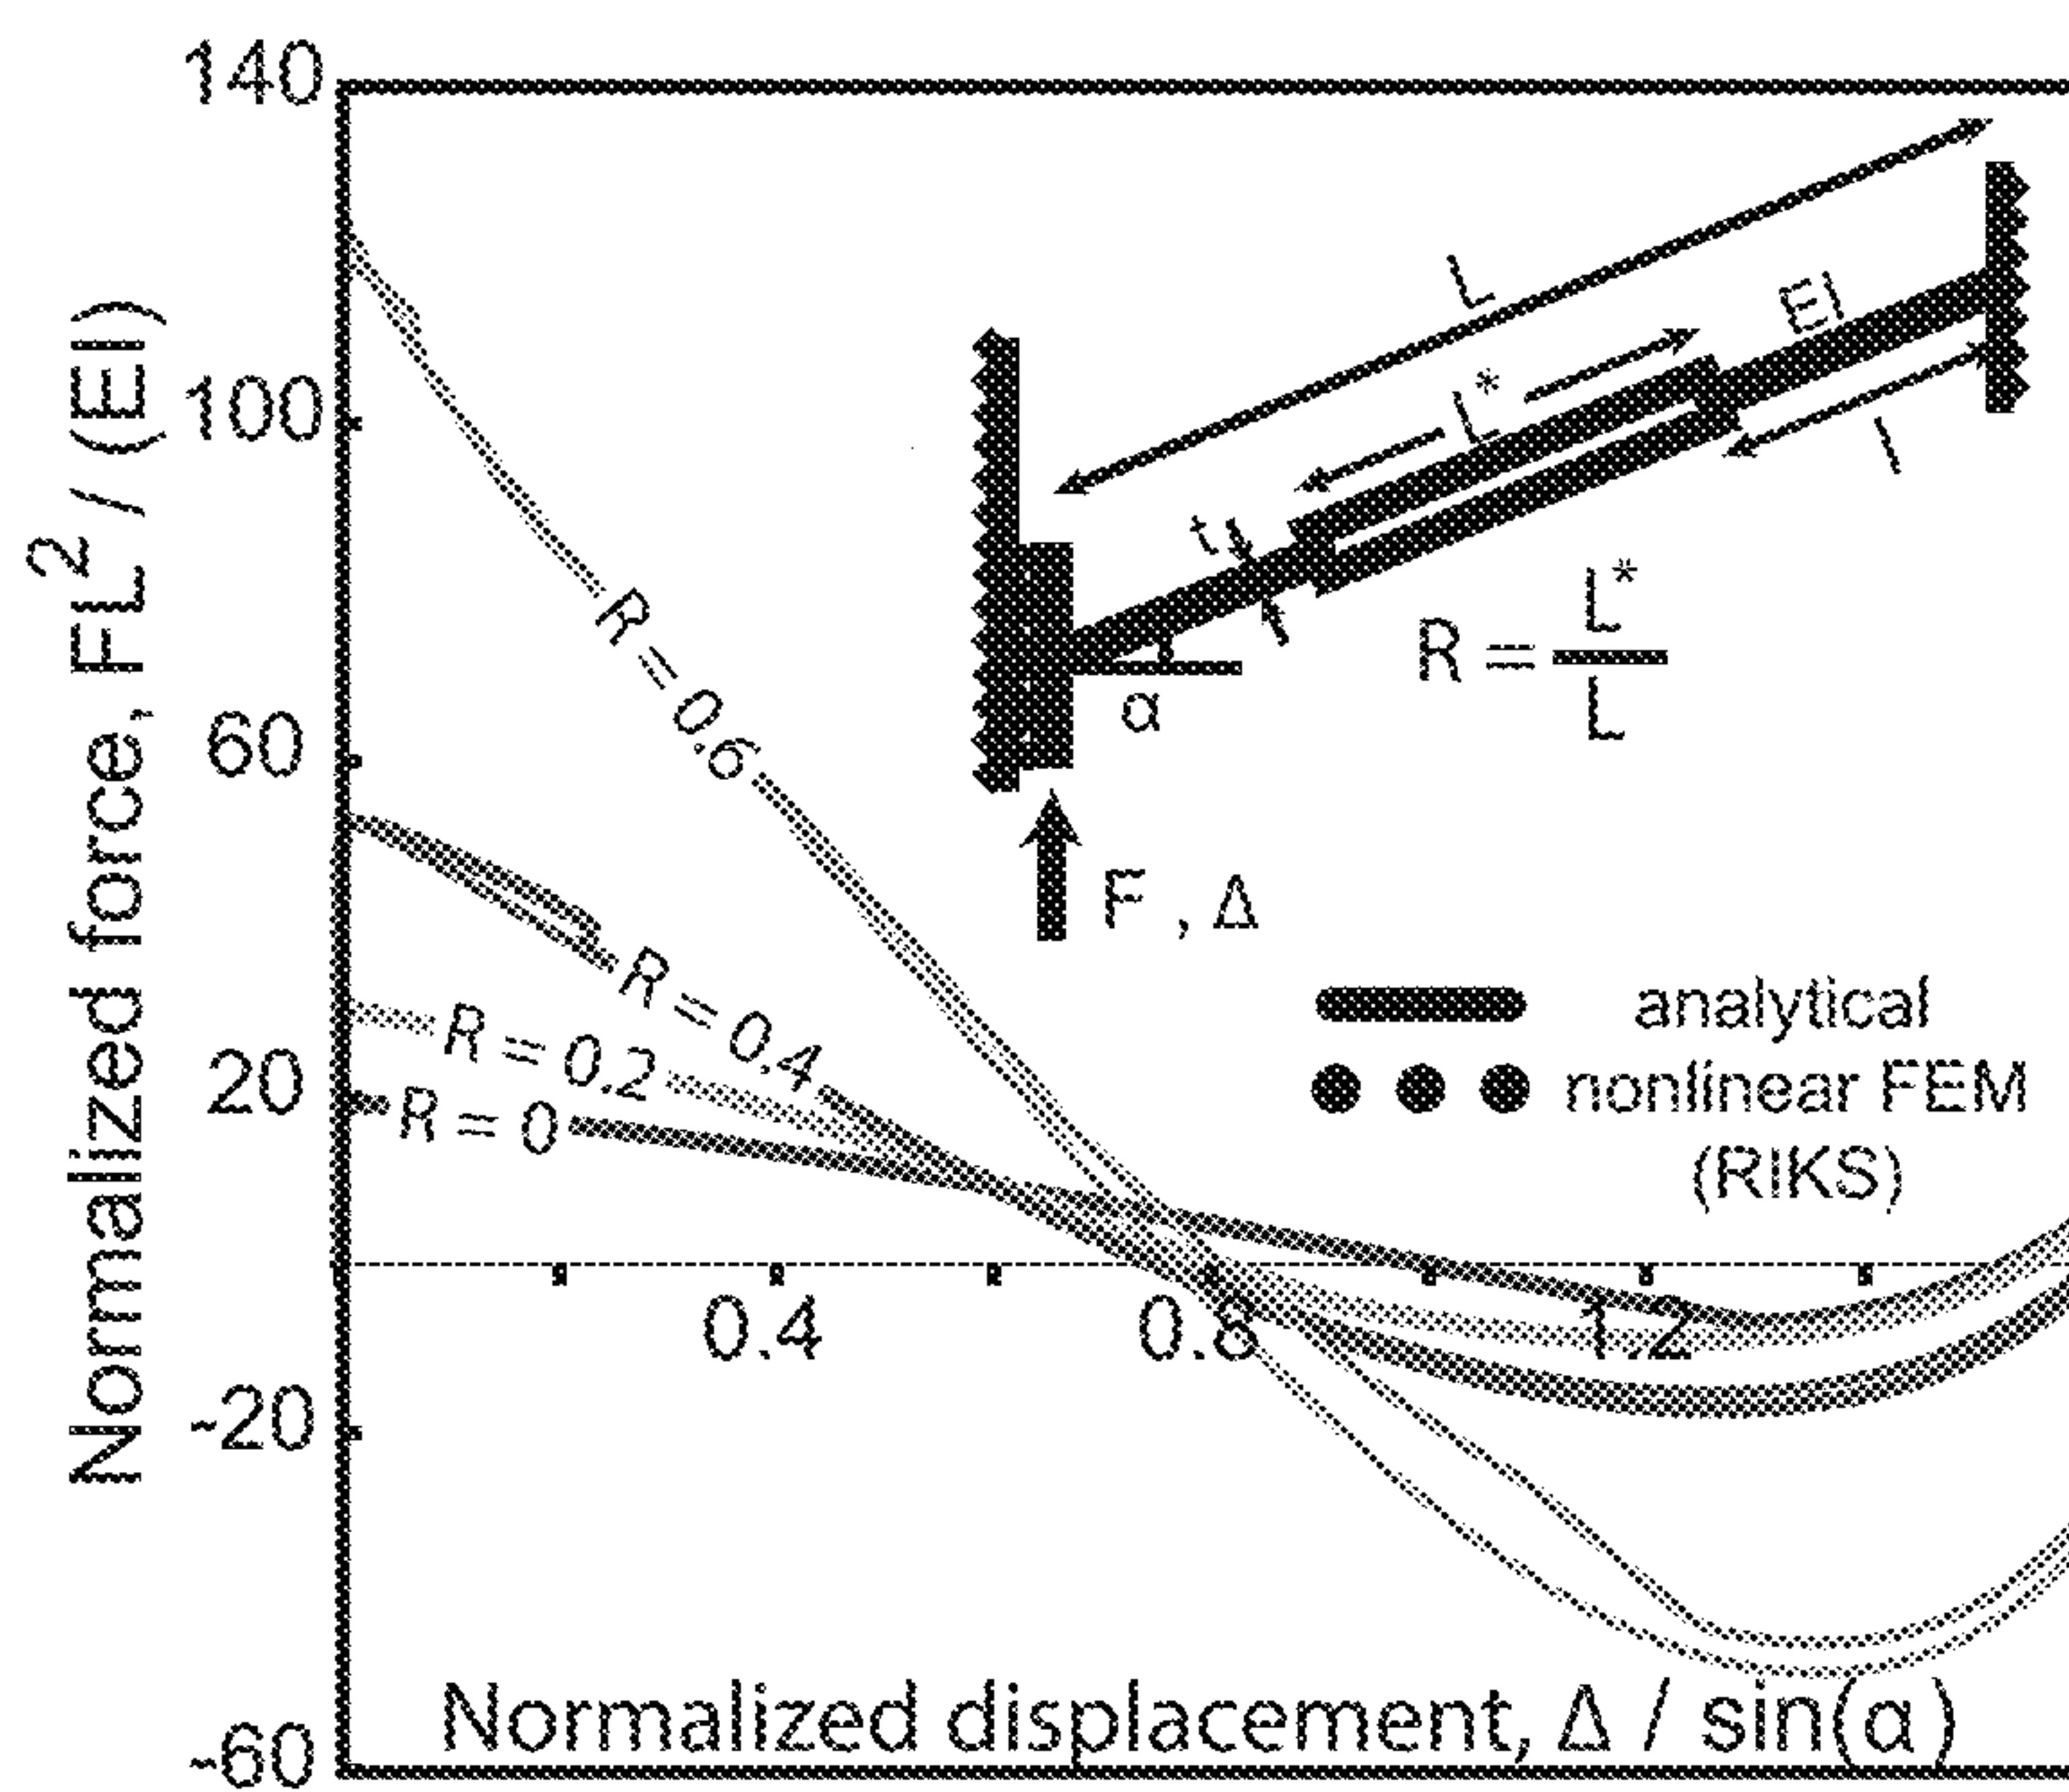 140
100
60
20
-20
-60
Normalized force, FL² / (EI)
L
L*
EI
l
t
α
R = L*
L
F , Δ
R = 0.6
R = 0.4
R = 0.2
R = 0
analytical
nonlinear FEM
(RIKS)
0.4
0.8
1.2
Normalized displacement, Δ / sin(α)